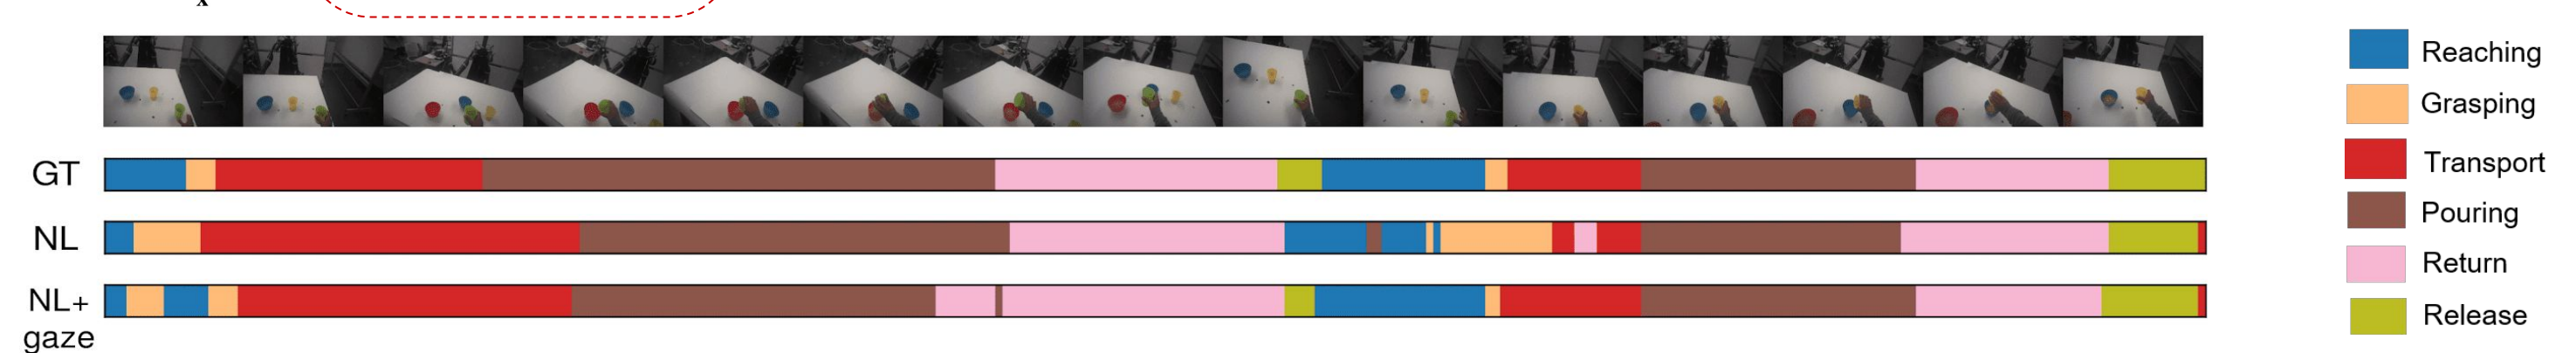 x
GT
NL
NL+
gaze
Reaching
Grasping
Transport
Pouring
Return
Release